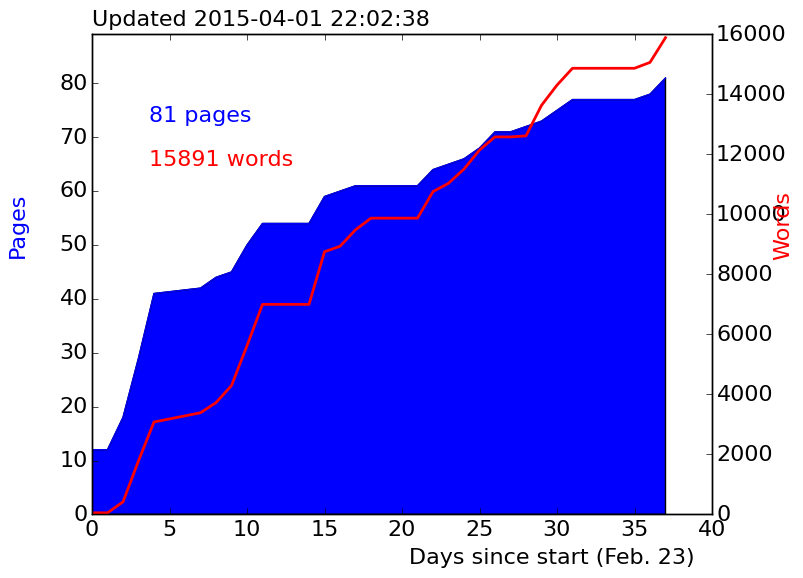 Updated 2015-04-01 22:02:38
16000
80
14000
81 pages
70
12000
15891 words
60
Pages
10000
Words
50
8000
40
6000
30
4000
20
2000
10
0
0
0 5 10 15 20 25 30 35 40
Days since start (Feb. 23)